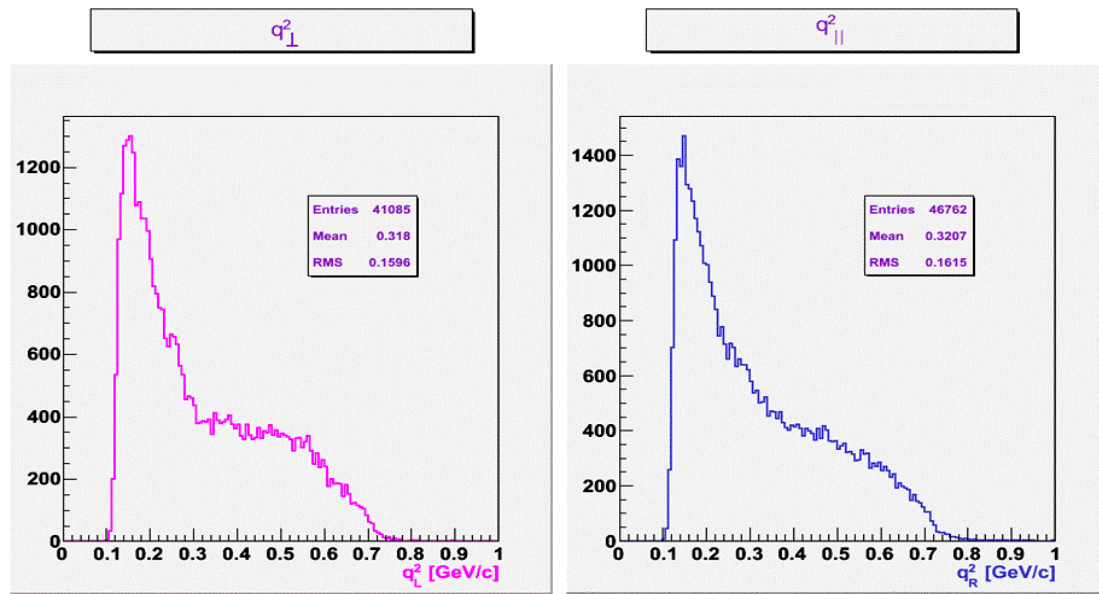 q²⊥
1200
1000
800
600
400
200
0
0 0.1 0.2 0.3 0.4 0.5 0.6 0.7 0.8 0.9 1
q²L [GeV/c]
Entries 41085
Mean 0.318
RMS 0.1596
q²||
1400
1200
1000
800
600
400
200
0
0 0.1 0.2 0.3 0.4 0.5 0.6 0.7 0.8 0.9 1
q²R [GeV/c]
Entries 46762
Mean 0.3207
RMS 0.1615